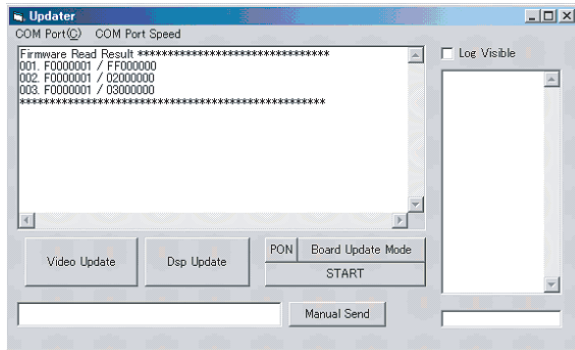 Updater
COM Port(C) COM Port Speed
Firmware Read Result ********************************
001. F0000001 / FF000000
002. F0000001 / 02000000
003. F0000001 / 03000000
***************************************************
Log Visible
Video Update
Dsp Update
PON
Board Update Mode
START
Manual Send